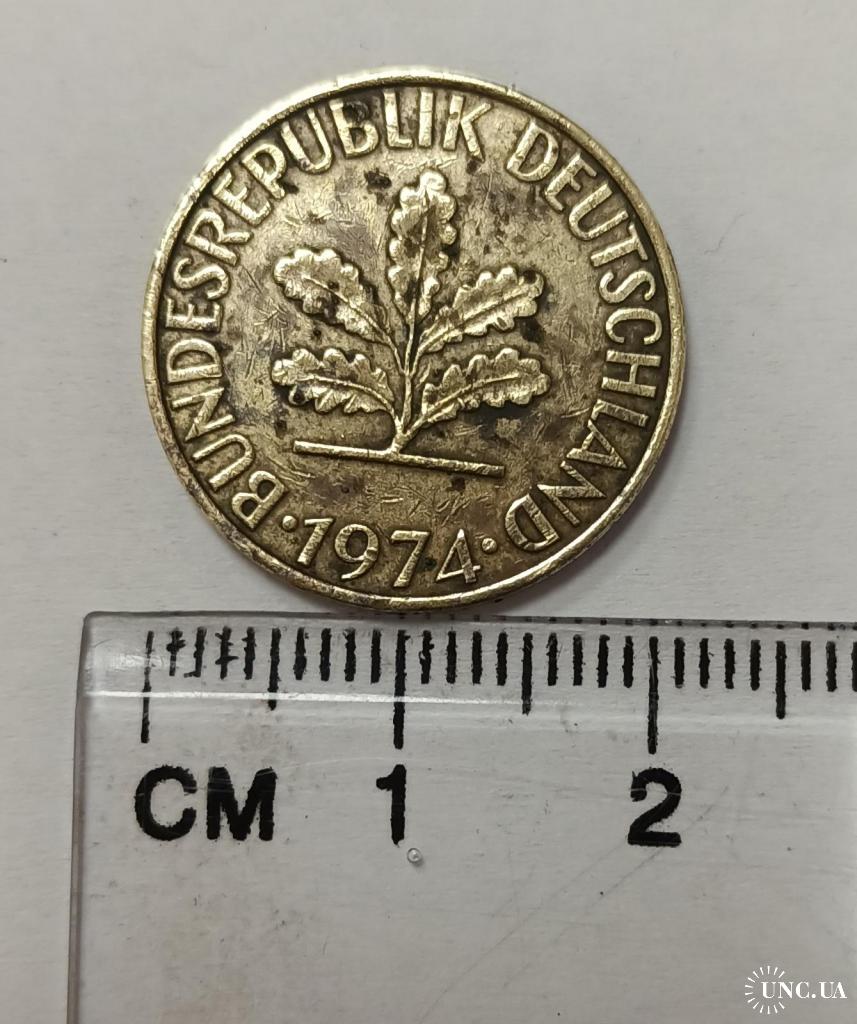 BUNDESREPUBLIK DEUTSCHLAND
· 1974 ·
CM 1 2
UNC.UA